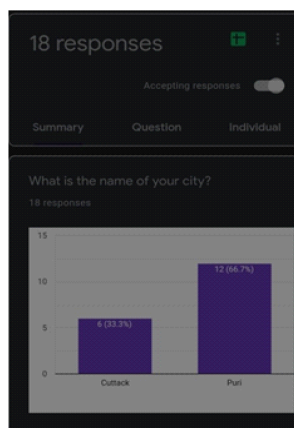 18 responses
Accepting responses
Summary Question Individual
What is the name of your city?
18 responses
15
10
5
0
6 (33.3%)
12 (66.7%)
Cuttack Puri